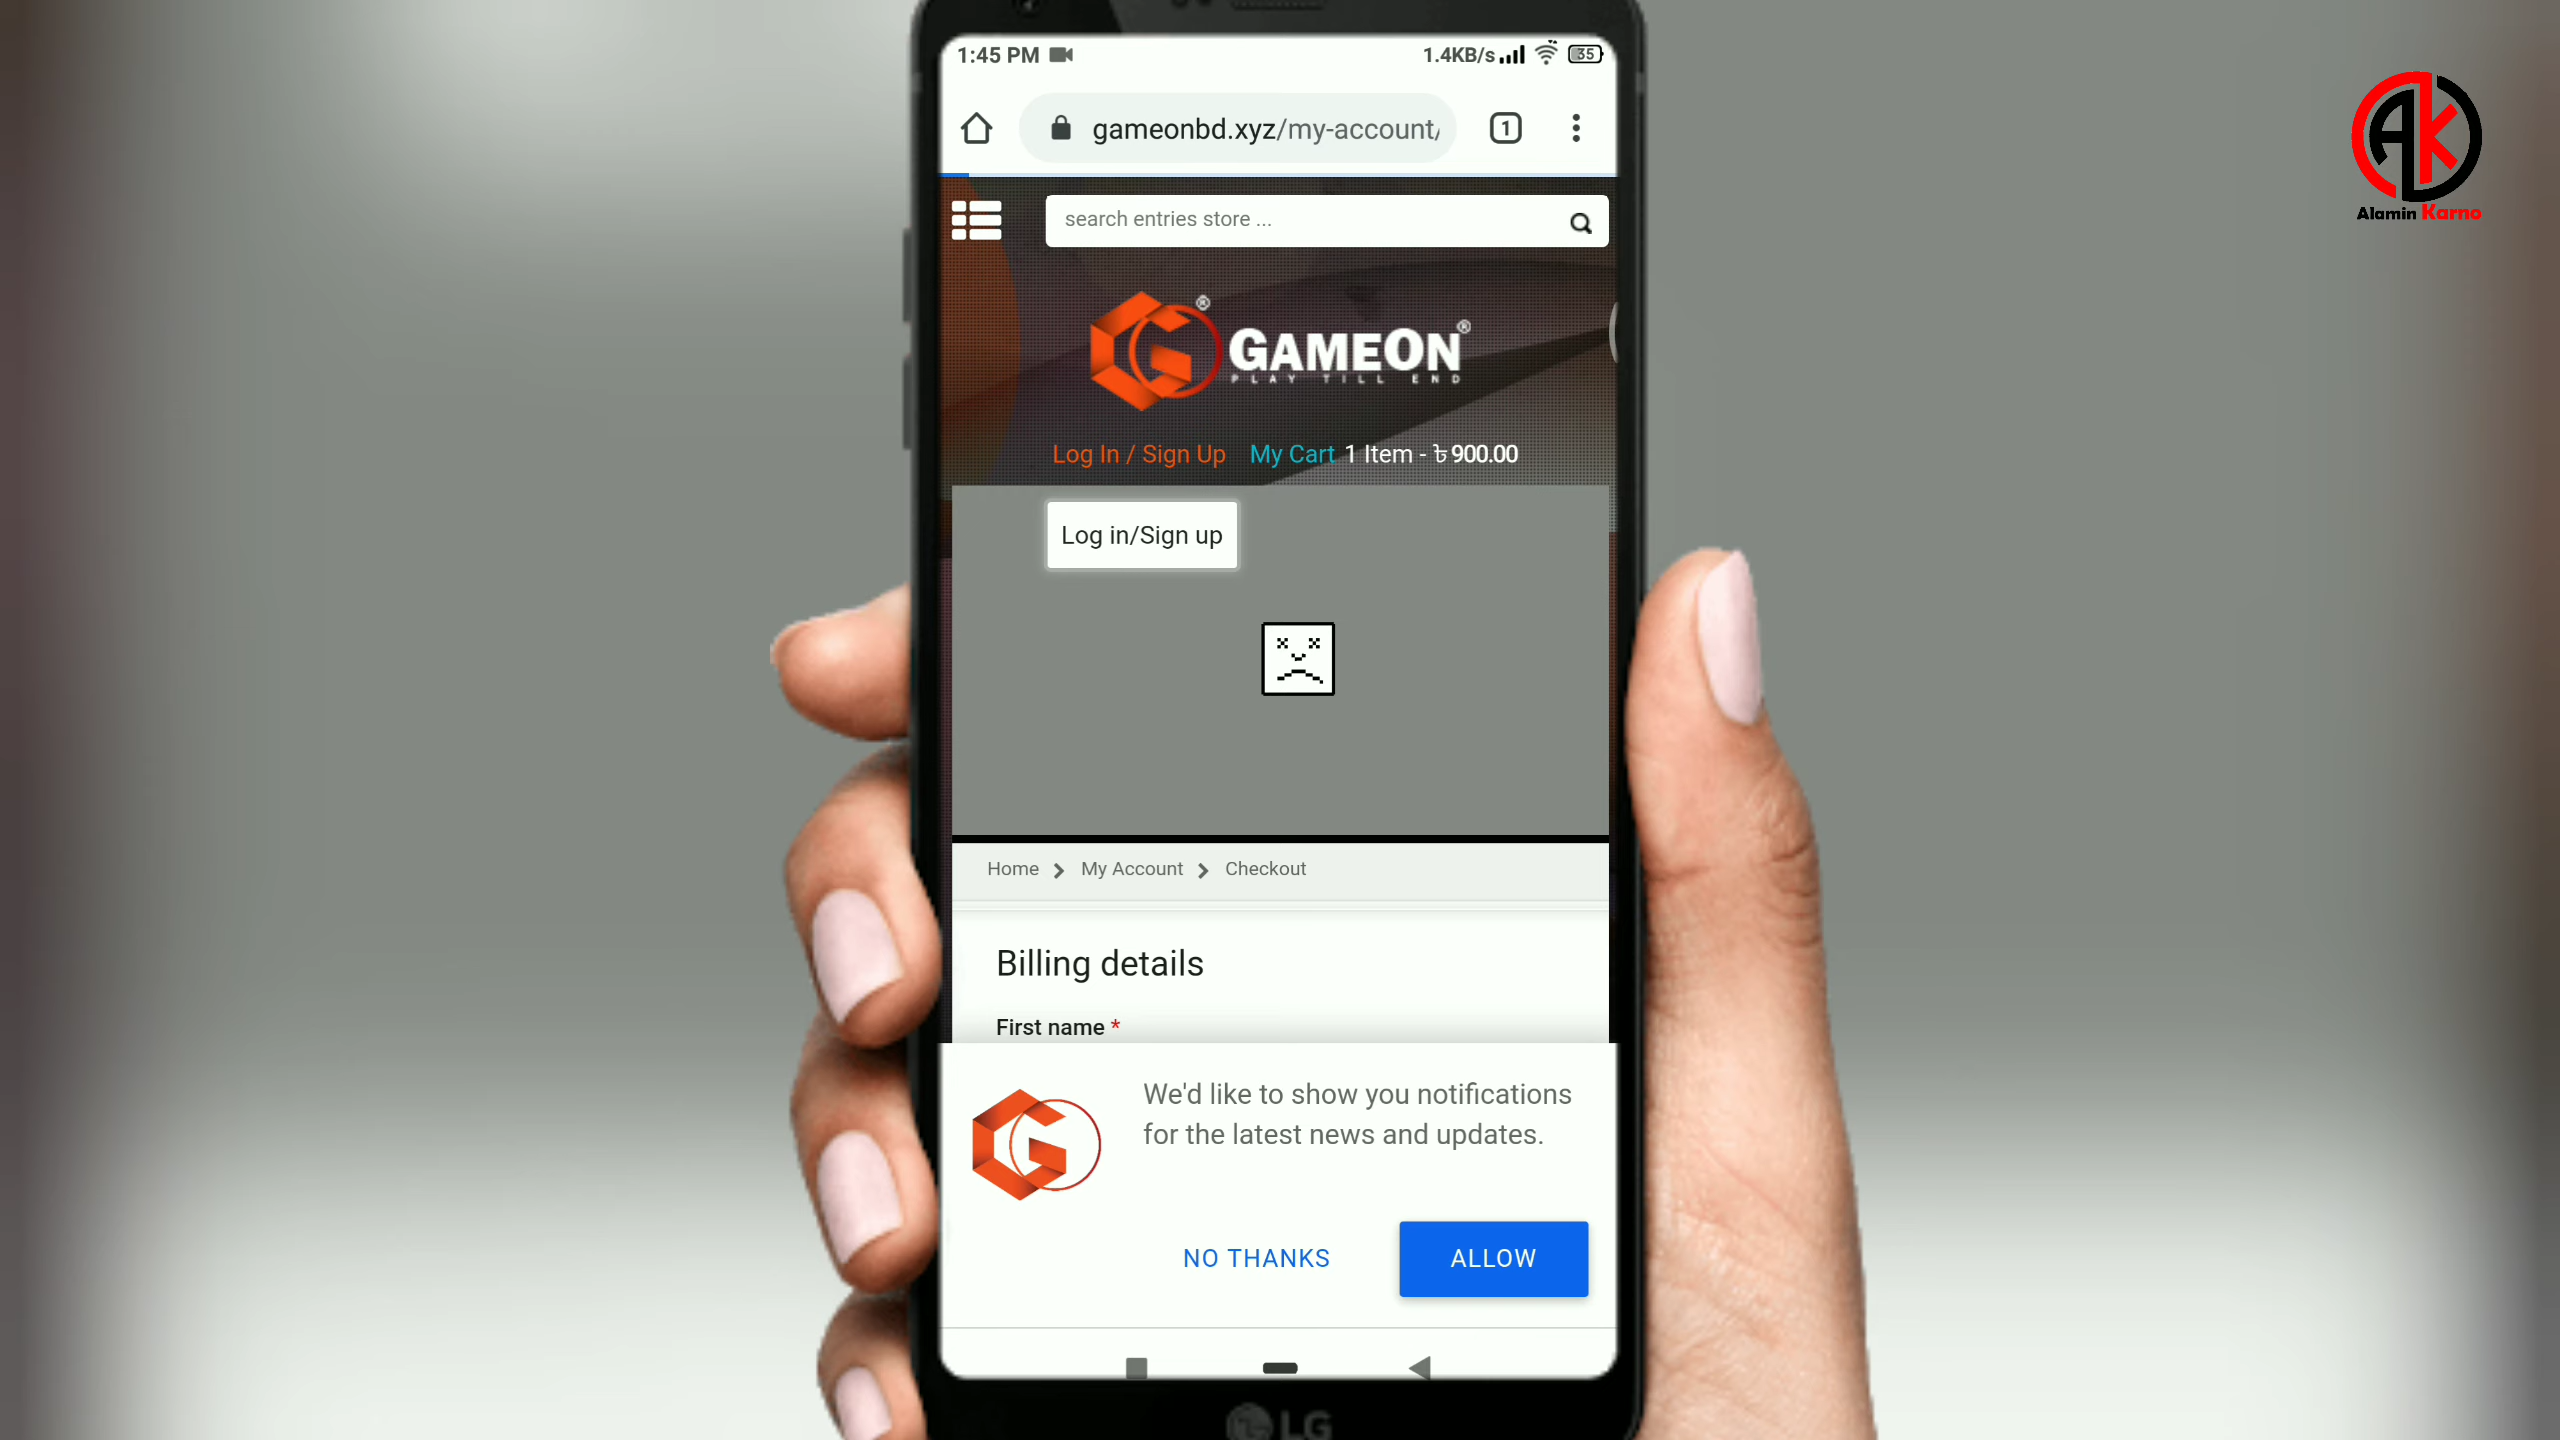 1:45 PM
1.4KB/s
35
gameonbd.xyz/my-account/
1
search entries store ...
GAMEON®
PLAY TILL END
Log In / Sign Up My Cart 1 Item - ৳900.00
Log in/Sign up
Home My Account Checkout
Billing details
First name *
We'd like to show you notifications
for the latest news and updates.
NO THANKS ALLOW
LG
AK
Alamin Karno